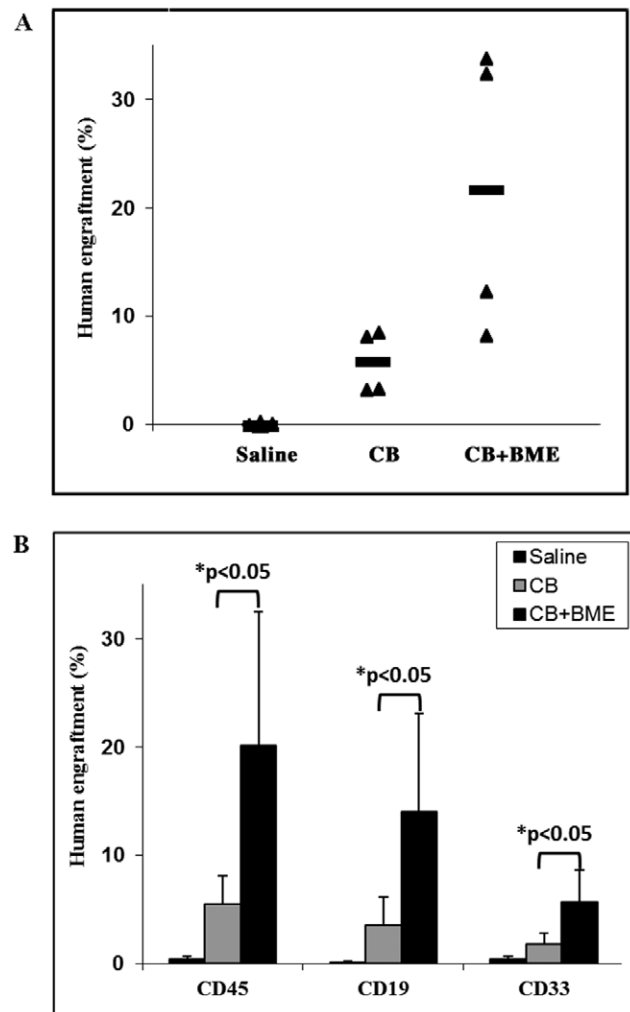 A
Human engraftment (%)
30
20
10
0
Saline CB CB+BME
B
Saline
CB
CB+BME
Human engraftment (%)
30
20
10
0
*p<0.05
*p<0.05
*p<0.05
CD45 CD19 CD33